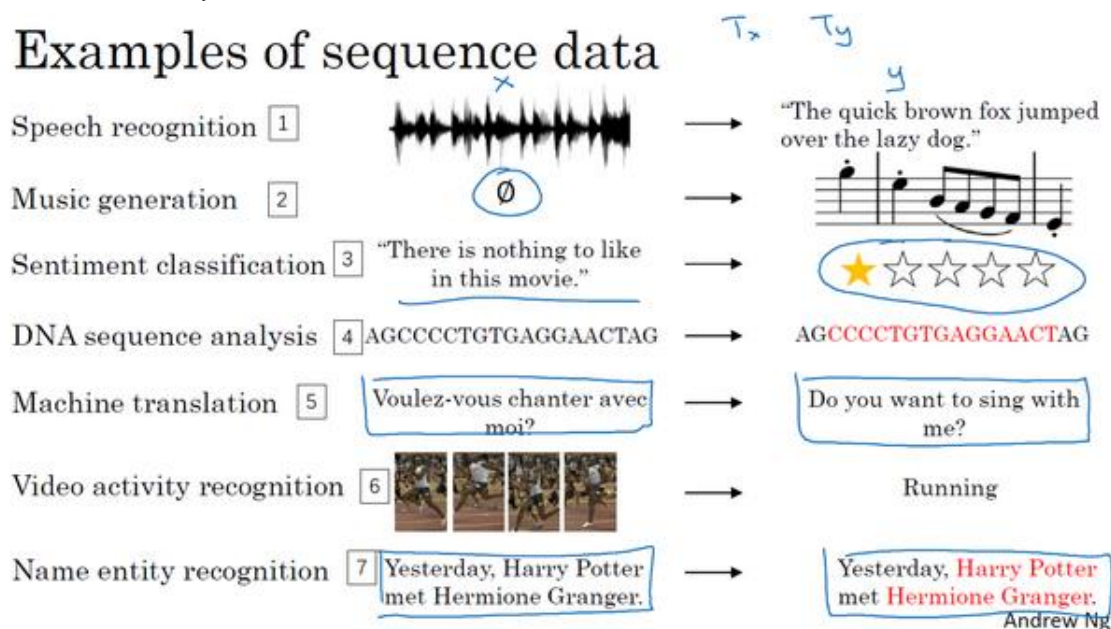 Examples of sequence data
Tx Ty
x
y
Speech recognition 1
"The quick brown fox jumped
over the lazy dog."
Music generation 2
Ø
Sentiment classification 3
"There is nothing to like
in this movie."
DNA sequence analysis 4
AGCCCCTGTGAGGAACTAG
AGCCCCTGTGAGGAACTAG
Machine translation 5
Voulez-vous chanter avec
moi?
Do you want to sing with
me?
Video activity recognition 6
Running
Name entity recognition 7
Yesterday, Harry Potter
met Hermione Granger.
Yesterday, Harry Potter
met Hermione Granger.
Andrew Ng